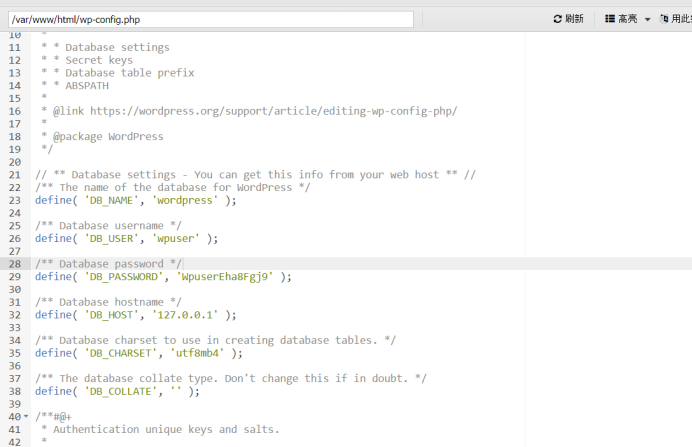 /var/www/html/wp-config.php
刷新
高亮
10 *
11 * * Database settings
12 * * Secret keys
13 * * Database table prefix
14 * * ABSPATH
15 *
16 * @link https://wordpress.org/support/article/editing-wp-config-php/
17 *
18 * @package WordPress
19 */
20
21 // ** Database settings - You can get this info from your web host ** //
22 /** The name of the database for WordPress */
23 define( 'DB_NAME', 'wordpress' );
24
25 /** Database username */
26 define( 'DB_USER', 'wpuser' );
27
28 /** Database password */
29 define( 'DB_PASSWORD', 'WpuserEha8Fgj9' );
30
31 /** Database hostname */
32 define( 'DB_HOST', '127.0.0.1' );
33
34 /** Database charset to use in creating database tables. */
35 define( 'DB_CHARSET', 'utf8mb4' );
36
37 /** The database collate type. Don't change this if in doubt. */
38 define( 'DB_COLLATE', '' );
39
40 /**#@+
41 * Authentication unique keys and salts.
42 *